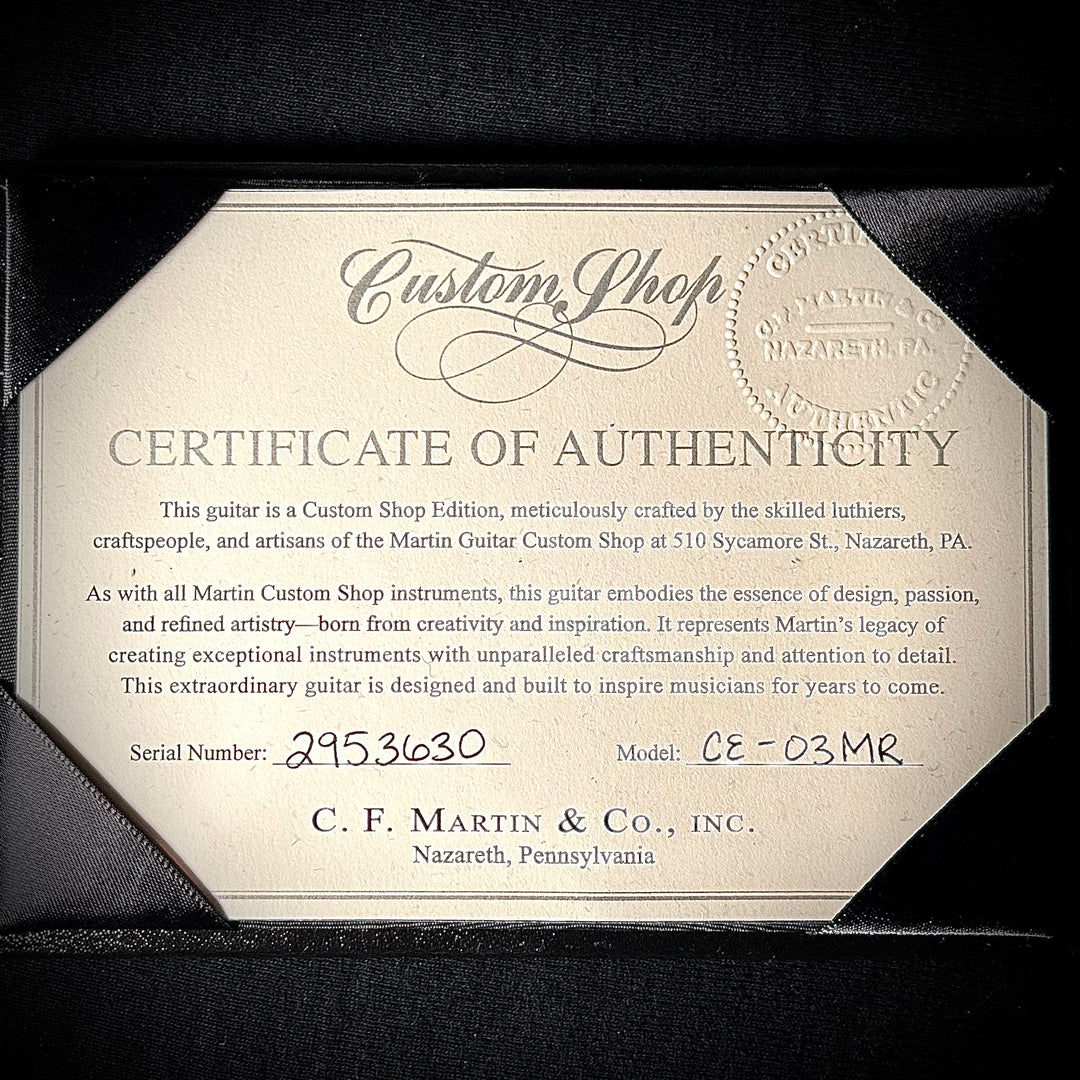 Custom Shop
CERTIFI
C.F. MARTIN & CO
NAZARETH, PA.
AUTHENTIC
CERTIFICATE OF AUTHENTICITY
This guitar is a Custom Shop Edition, meticulously crafted by the skilled luthiers,
craftspeople, and artisans of the Martin Guitar Custom Shop at 510 Sycamore St., Nazareth, PA.
As with all Martin Custom Shop instruments, this guitar embodies the essence of design, passion,
and refined artistry—born from creativity and inspiration. It represents Martin’s legacy of
creating exceptional instruments with unparalleled craftsmanship and attention to detail.
This extraordinary guitar is designed and built to inspire musicians for years to come.
Serial Number: 2953630 Model: CE-03MR
C. F. MARTIN & CO., INC.
Nazareth, Pennsylvania